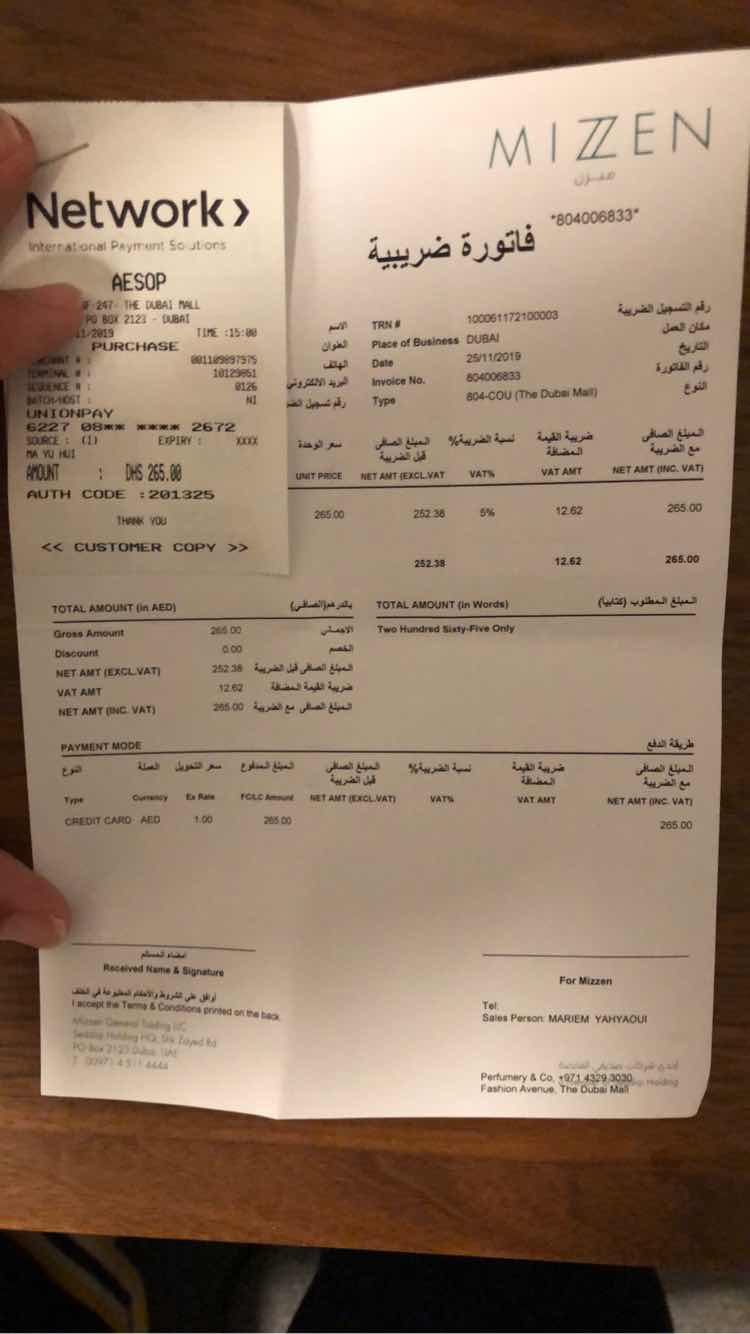 MIZZEN
ميزن
*804006833*
فاتورة ضريبية
Network>
International Payment Solutions
AESOP
247- THE DUBAI MALL
PO BOX 2123 - DUBAI
11/2019 TIME :15:00
PURCHASE
MERCHANT # : 001109897975
TERMINAL # : 10129851
SEQUENCE # : 0126
BATCH/HOST : NI
UNIONPAY
6227 08** **** 2672
SOURCE : (I) EXPIRY : XXXX
MA YU HUI
AMOUNT : DHS 265.00
AUTH CODE :201325
THANK YOU
<< CUSTOMER COPY >>
الاسم TRN # 100061172100003 رقم التسجيل الضريبية
العنوان Place of Business DUBAI مكان العمل
الهاتف Date 25/11/2019 التاريخ
البريد الالكتروني Invoice No. 804006833 رقم الفاتورة
رقم تسجيل Type 804-COU (The Dubai Mall) النوع
سعر الوحدة المبلغ الصافي قبل الضريبة نسبة الضريبة% ضريبة القيمة المضافة المبلغ الصافي مع الضريبة
UNIT PRICE NET AMT (EXCL.VAT VAT% VAT AMT NET AMT (INC. VAT)
265.00 252.38 5% 12.62 265.00
252.38 12.62 265.00
TOTAL AMOUNT (in AED) بالدرهم(الصافي) TOTAL AMOUNT (in Words) المبلغ المطلوب (كتابيا)
Gross Amount 265.00 الاجمالي Two Hundred Sixty-Five Only
Discount 0.00 الخصم
NET AMT (EXCL.VAT) 252.38 المبلغ الصافي قبل الضريبة
VAT AMT 12.62 ضريبة القيمة المضافة
NET AMT (INC. VAT) 265.00 المبلغ الصافي مع الضريبة
PAYMENT MODE طريقة الدفع
النوع العملة سعر التحويل المبلغ المدفوع المبلغ الصافي قبل الضريبة نسبة الضريبة% ضريبة القيمة المضافة المبلغ الصافي مع الضريبة
Type Currency Ex Rate FC/LC Amount NET AMT (EXCL.VAT) VAT% VAT AMT NET AMT (INC. VAT)
CREDIT CARD AED 1.00 265.00 265.00
امضاء المستلم
Received Name & Signature
For Mizzen
أوافق على الشروط والأحكام المطبوعة في الخلف
I accept the Terms & Conditions printed on the back.
Tel:
Sales Person: MARIEM YAHYAOUI
Mizzen General Trading LLC
Seddiqi Holding HQ, Shk Zayed Rd
PO Box 2123 Dubai, UAE
T (00971 4 511 4444
Perfumery & Co, +971 4329 3030
Holding
Fashion Avenue, The Dubai Mall